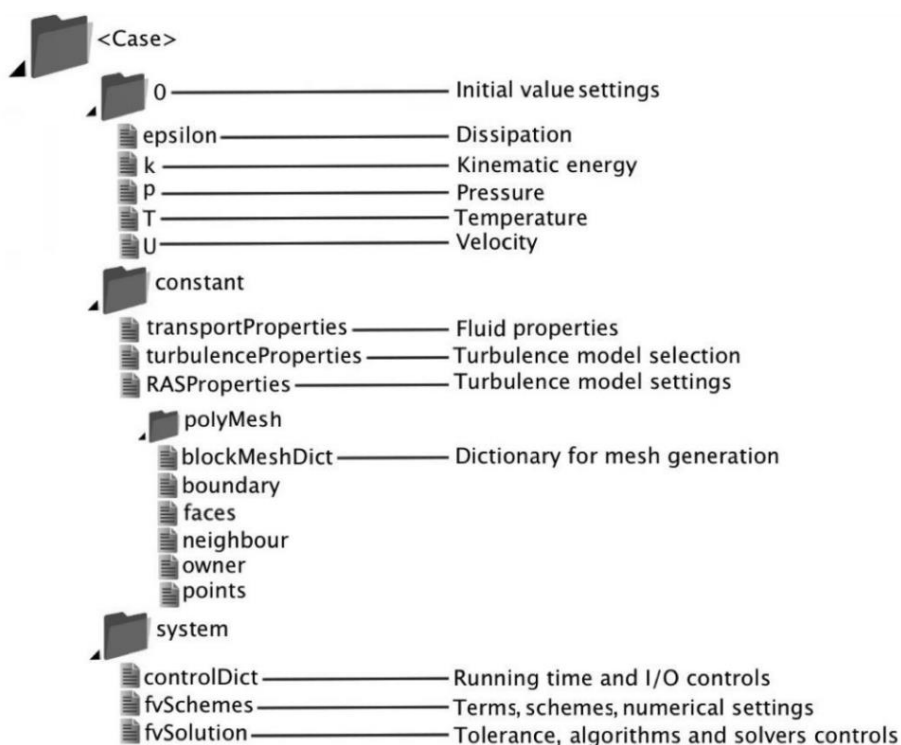 <Case>
0 Initial value settings
epsilon Dissipation
k Kinematic energy
p Pressure
T Temperature
U Velocity
constant
transportProperties Fluid properties
turbulenceProperties Turbulence model selection
RASProperties Turbulence model settings
polyMesh
blockMeshDict Dictionary for mesh generation
boundary
faces
neighbour
owner
points
system
controlDict Running time and I/O controls
fvSchemes Terms, schemes, numerical settings
fvSolution Tolerance, algorithms and solvers controls